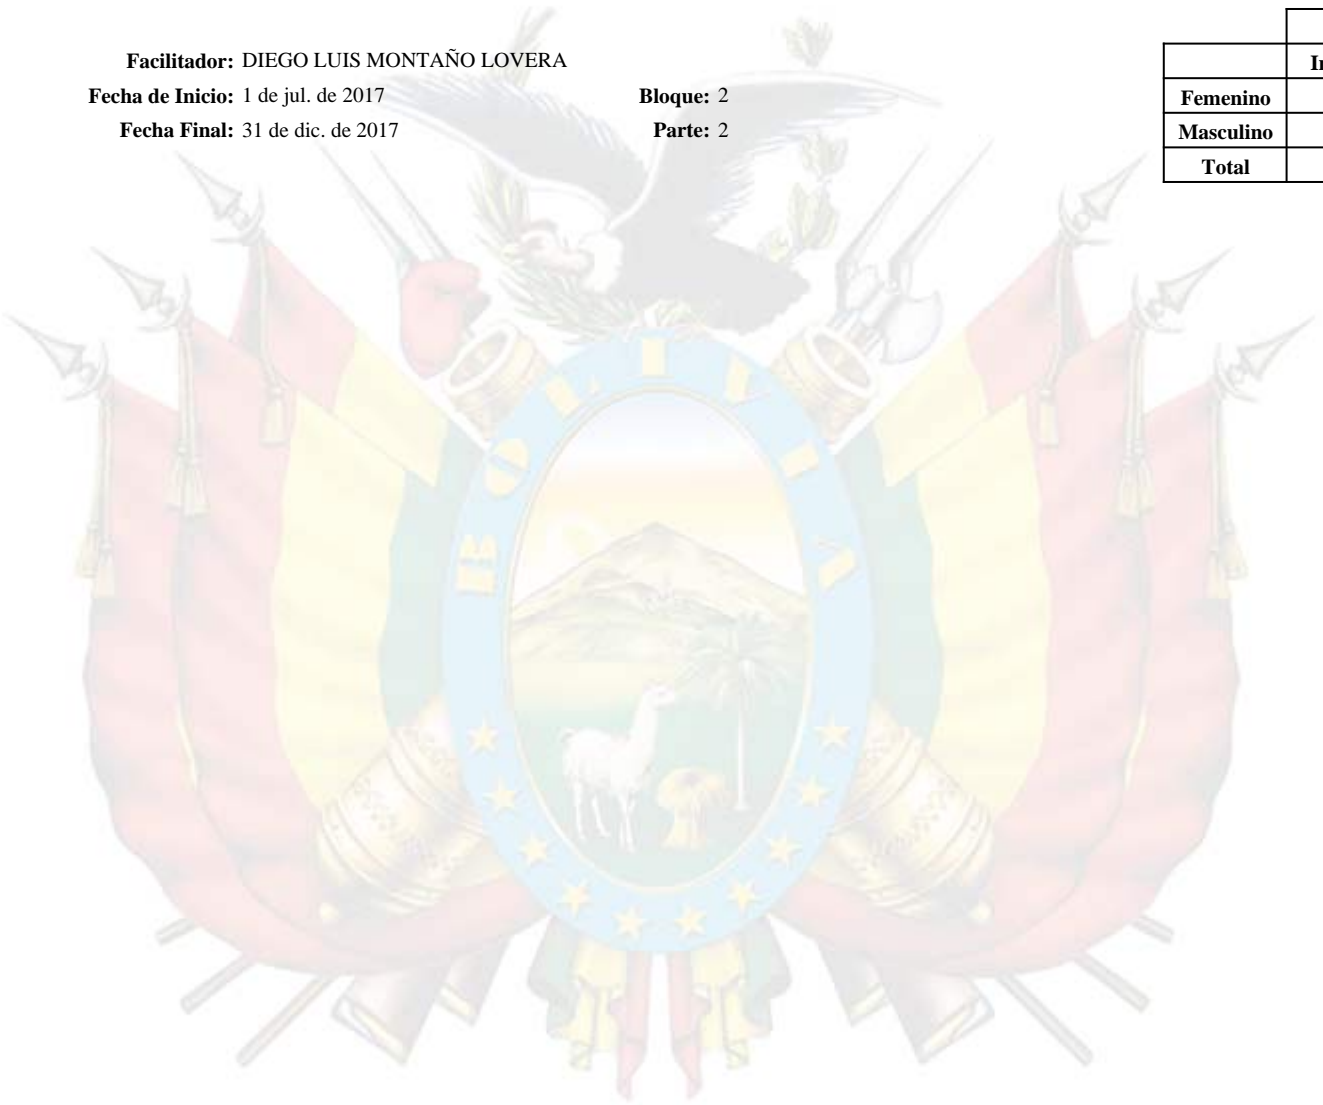 Facilitador: DIEGO LUIS MONTAÑO LOVERA
Fecha de Inicio: 1 de jul. de 2017 Bloque: 2
Fecha Final: 31 de dic. de 2017 Parte: 2
Femenino
Masculino
Total
BOLIVIA